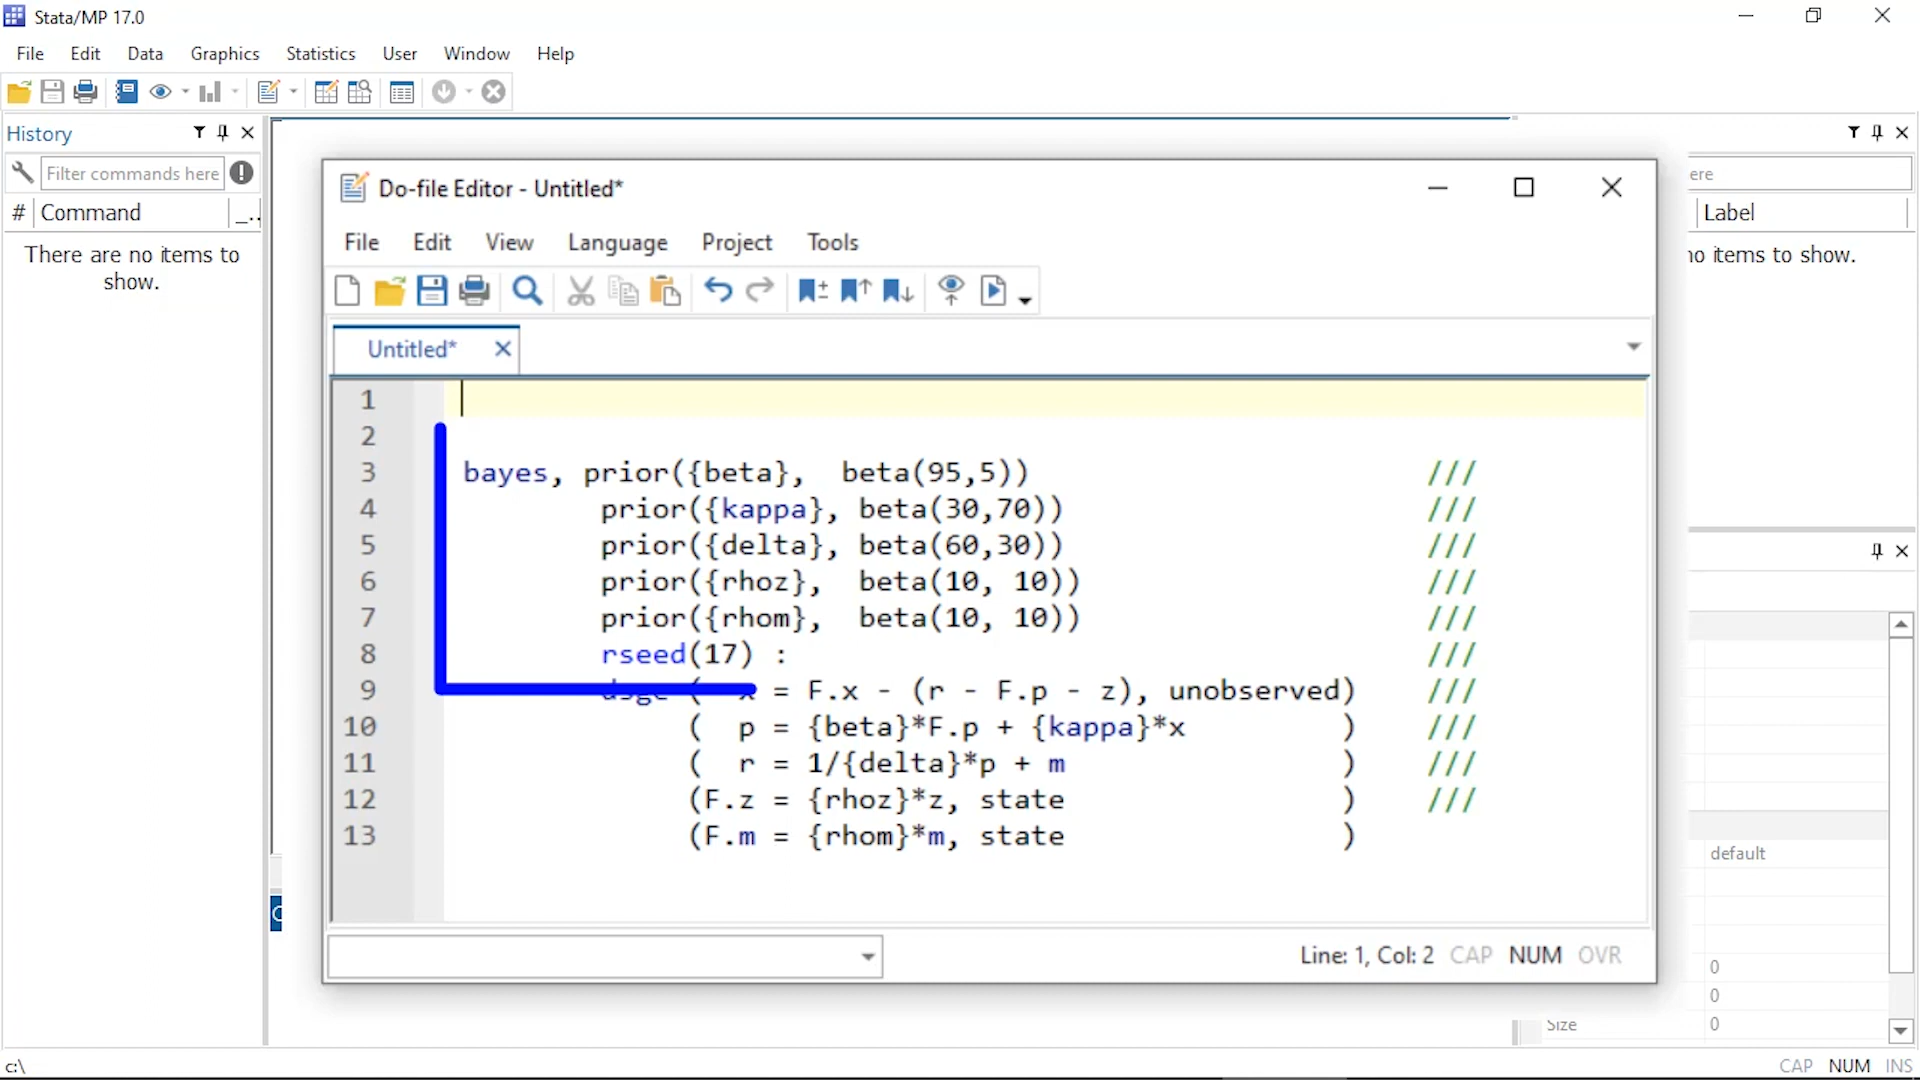 Stata/MP 17.0
File Edit Data Graphics Statistics User Window Help
History
Filter commands here
# Command
There are no items to
show.
ere
Label
no items to show.
Do-file Editor - Untitled*
File Edit View Language Project Tools
Untitled*
1
2
3 bayes, prior({beta}, beta(95,5)) ///
4 prior({kappa}, beta(30,70)) ///
5 prior({delta}, beta(60,30)) ///
6 prior({rhoz}, beta(10, 10)) ///
7 prior({rhom}, beta(10, 10)) ///
8 rseed(17) : ///
9 dsge ( x = F.x - (r - F.p - z), unobserved) ///
10 ( p = {beta}*F.p + {kappa}*x ) ///
11 ( r = 1/{delta}*p + m ) ///
12 (F.z = {rhoz}*z, state ) ///
13 (F.m = {rhom}*m, state )
Line: 1, Col: 2 CAP NUM OVR
default
0
0
Size 0
c:\
CAP NUM INS